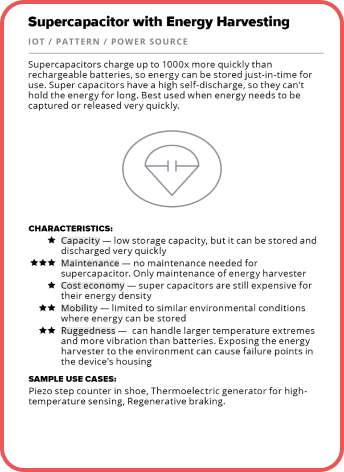 Supercapacitor with Energy Harvesting
IOT / PATTERN / POWER SOURCE
Supercapacitors charge up to 1000x more quickly than
rechargeable batteries, so energy can be stored just-in-time for
use. Super capacitors have a high self-discharge, so they can't
hold the energy for long. Best used when energy needs to be
captured or released very quickly.
CHARACTERISTICS:
★ Capacity — low storage capacity, but it can be stored and
discharged very quickly
★★★ Maintenance — no maintenance needed for
supercapacitor. Only maintenance of energy harvester
★ Cost economy — super capacitors are still expensive for
their energy density
★★ Mobility — limited to similar environmental conditions
where energy can be stored
★★ Ruggedness — can handle larger temperature extremes
and more vibration than batteries. Exposing the energy
harvester to the environment can cause failure points in
the device's housing
SAMPLE USE CASES:
Piezo step counter in shoe, Thermoelectric generator for high-
temperature sensing, Regenerative braking.